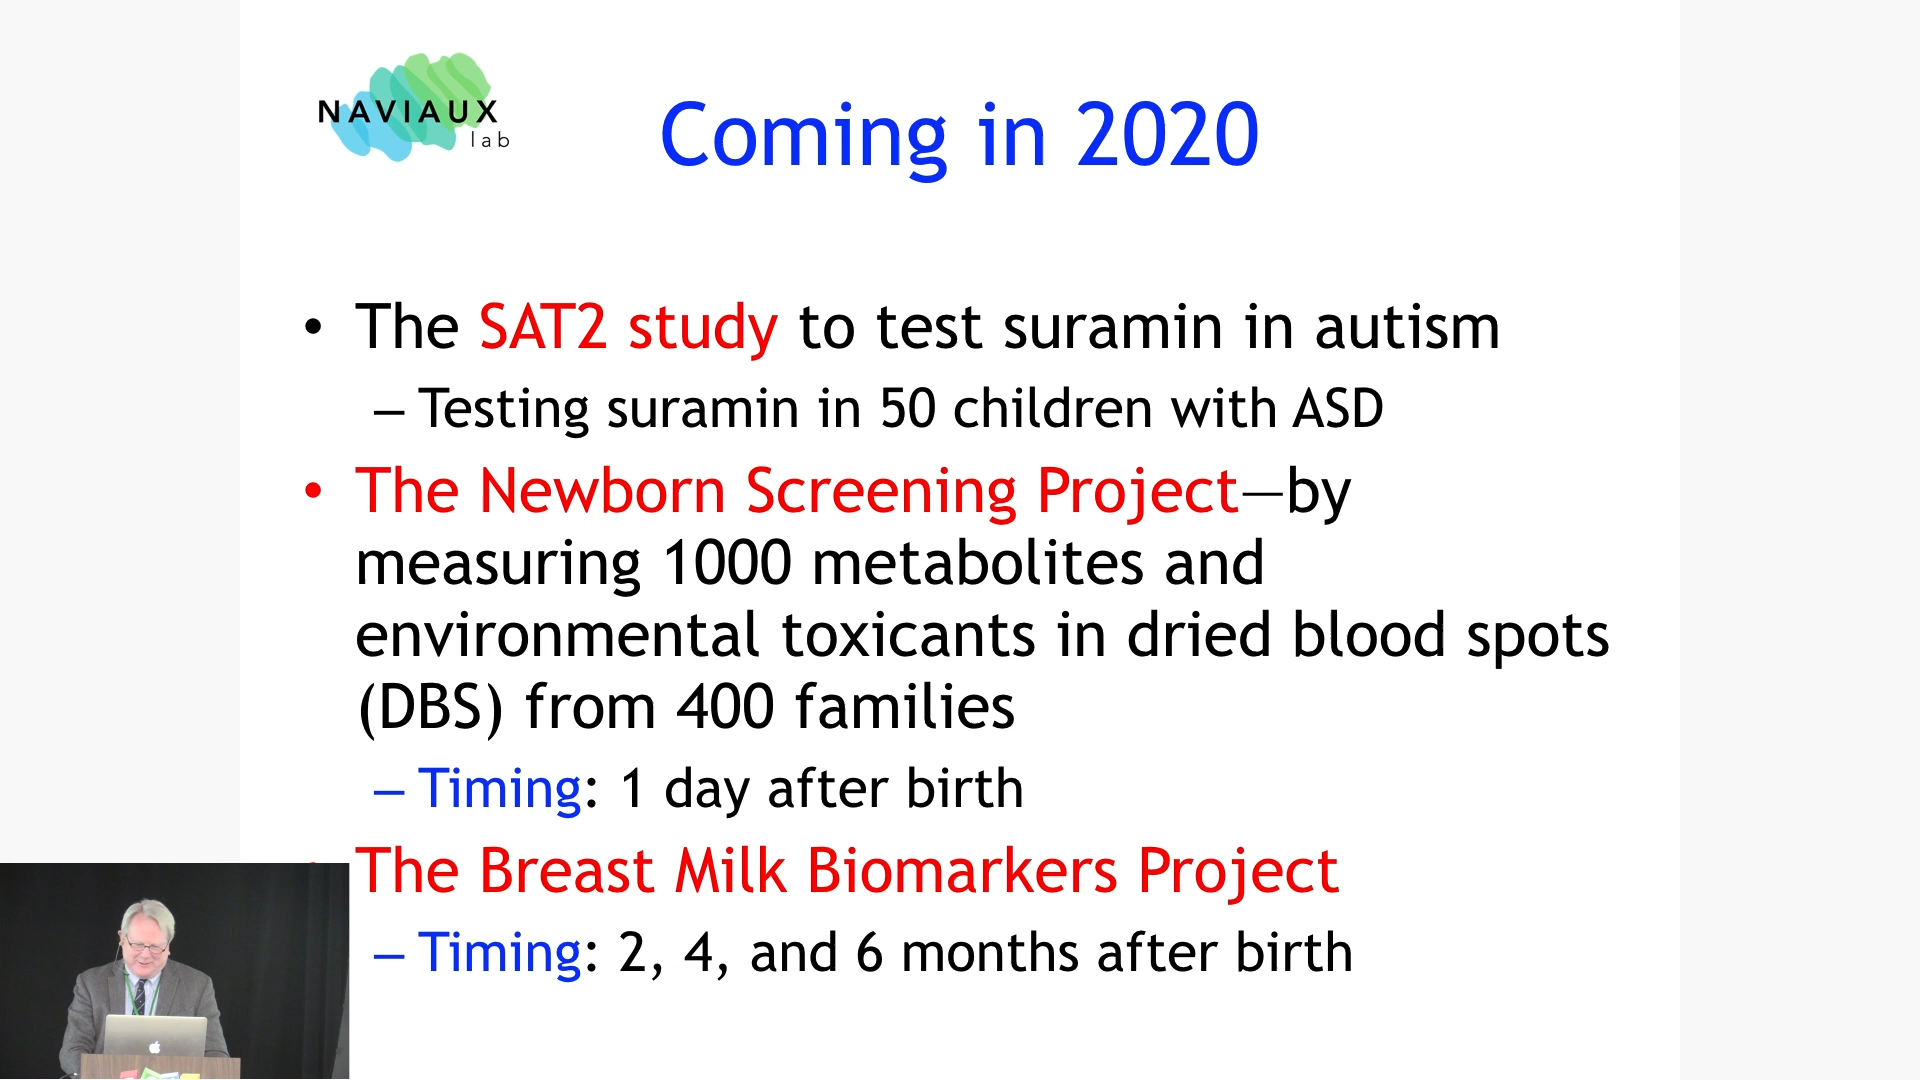 NAVIAUX
lab
Coming in 2020
• The SAT2 study to test suramin in autism
– Testing suramin in 50 children with ASD
• The Newborn Screening Project—by
measuring 1000 metabolites and
environmental toxicants in dried blood spots
(DBS) from 400 families
– Timing: 1 day after birth
The Breast Milk Biomarkers Project
– Timing: 2, 4, and 6 months after birth